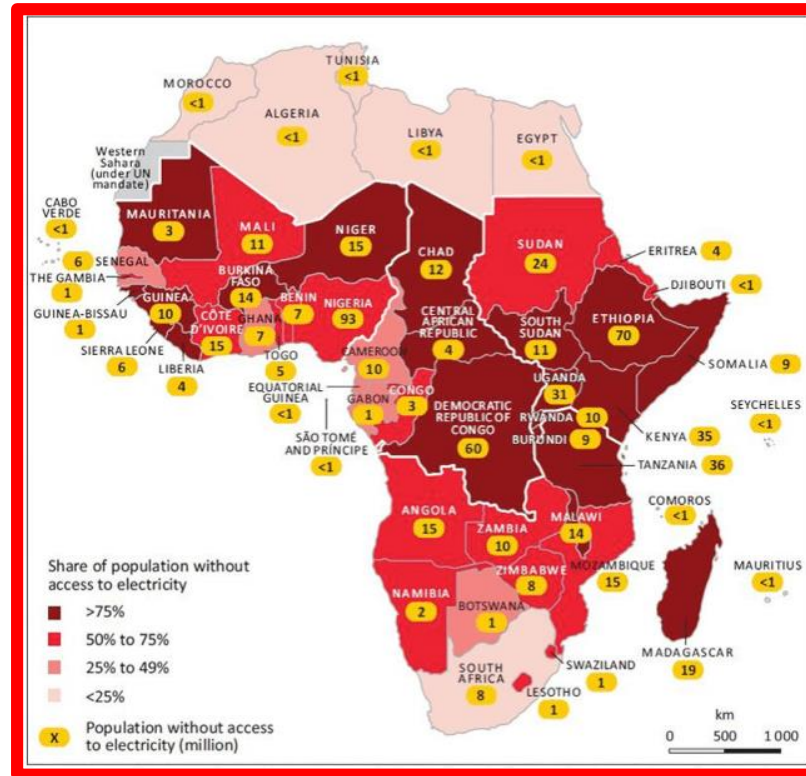 TUNISIA
<1
MOROCCO
<1
ALGERIA
<1
LIBYA
<1
EGYPT
<1
Western
Sahara
(under UN
mandate)
CABO
VERDE
<1
MAURITANIA
3
MALI
11
NIGER
15
CHAD
12
SUDAN
24
ERITREA 4
DJIBOUTI <1
6 SENEGAL
THE GAMBIA
1
GUINEA-BISSAU
1
GUINEA
10
SIERRA LEONE
6
LIBERIA
4
CÔTE
D'IVOIRE
15
BURKINA
FASO
14
GHANA
7
TOGO
5
BENIN
7
NIGERIA
93
CAMEROON
10
CENTRAL
AFRICAN
REPUBLIC
4
SOUTH
SUDAN
11
ETHIOPIA
70
SOMALIA 9
EQUATORIAL
GUINEA
<1
SÃO TOMÉ
AND PRÍNCIPE
<1
GABON
1
CONGO
3
DEMOCRATIC
REPUBLIC OF
CONGO
60
UGANDA
31
RWANDA 10
BURUNDI 9
KENYA 35
TANZANIA 36
SEYCHELLES
<1
COMOROS
<1
ANGOLA
15
ZAMBIA
10
MALAWI
14
MOZAMBIQUE
15
MAURITIUS
<1
ZIMBABWE
8
NAMIBIA
2
BOTSWANA
1
MADAGASCAR
19
SOUTH
AFRICA
8
SWAZILAND
1
LESOTHO
1
Share of population without
access to electricity
>75%
50% to 75%
25% to 49%
<25%
X Population without access
to electricity (million)
km
0 500 1 000